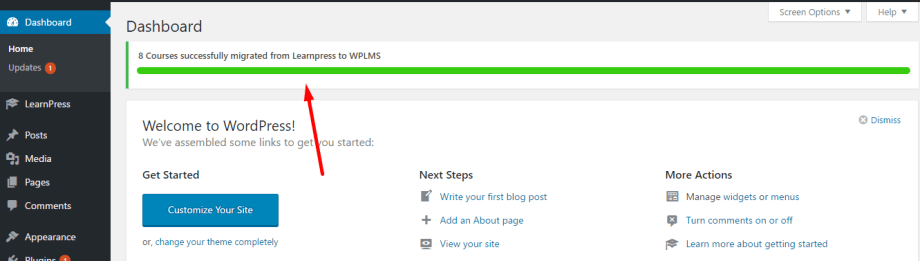 Dashboard
Home
Updates 1
LearnPress
Posts
Media
Pages
Comments
Appearance
Plugins 1
Screen Options ▼
Help ▼
Dashboard
8 Courses successfully migrated from Learnpress to WPLMS
Welcome to WordPress!
We've assembled some links to get you started:
Dismiss
Get Started
Customize Your Site
or, change your theme completely
Next Steps
Write your first blog post
Add an About page
View your site
More Actions
Manage widgets or menus
Turn comments on or off
Learn more about getting started